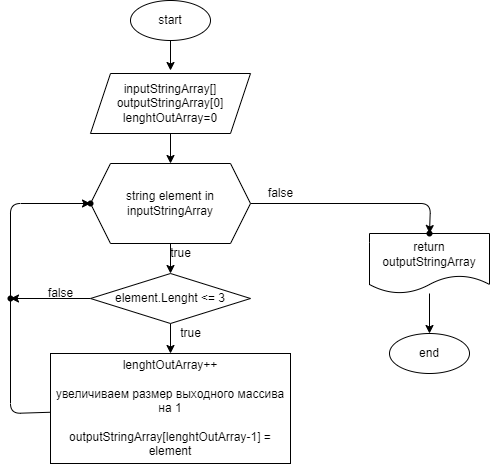 start
inputStringArray[]
outputStringArray[0]
lenghtOutArray=0
string element in
inputStringArray
false
true
return
outputStringArray
element.Lenght <= 3
false
true
end
lenghtOutArray++
увеличиваем размер выходного массива
на 1
outputStringArray[lenghtOutArray-1] =
element